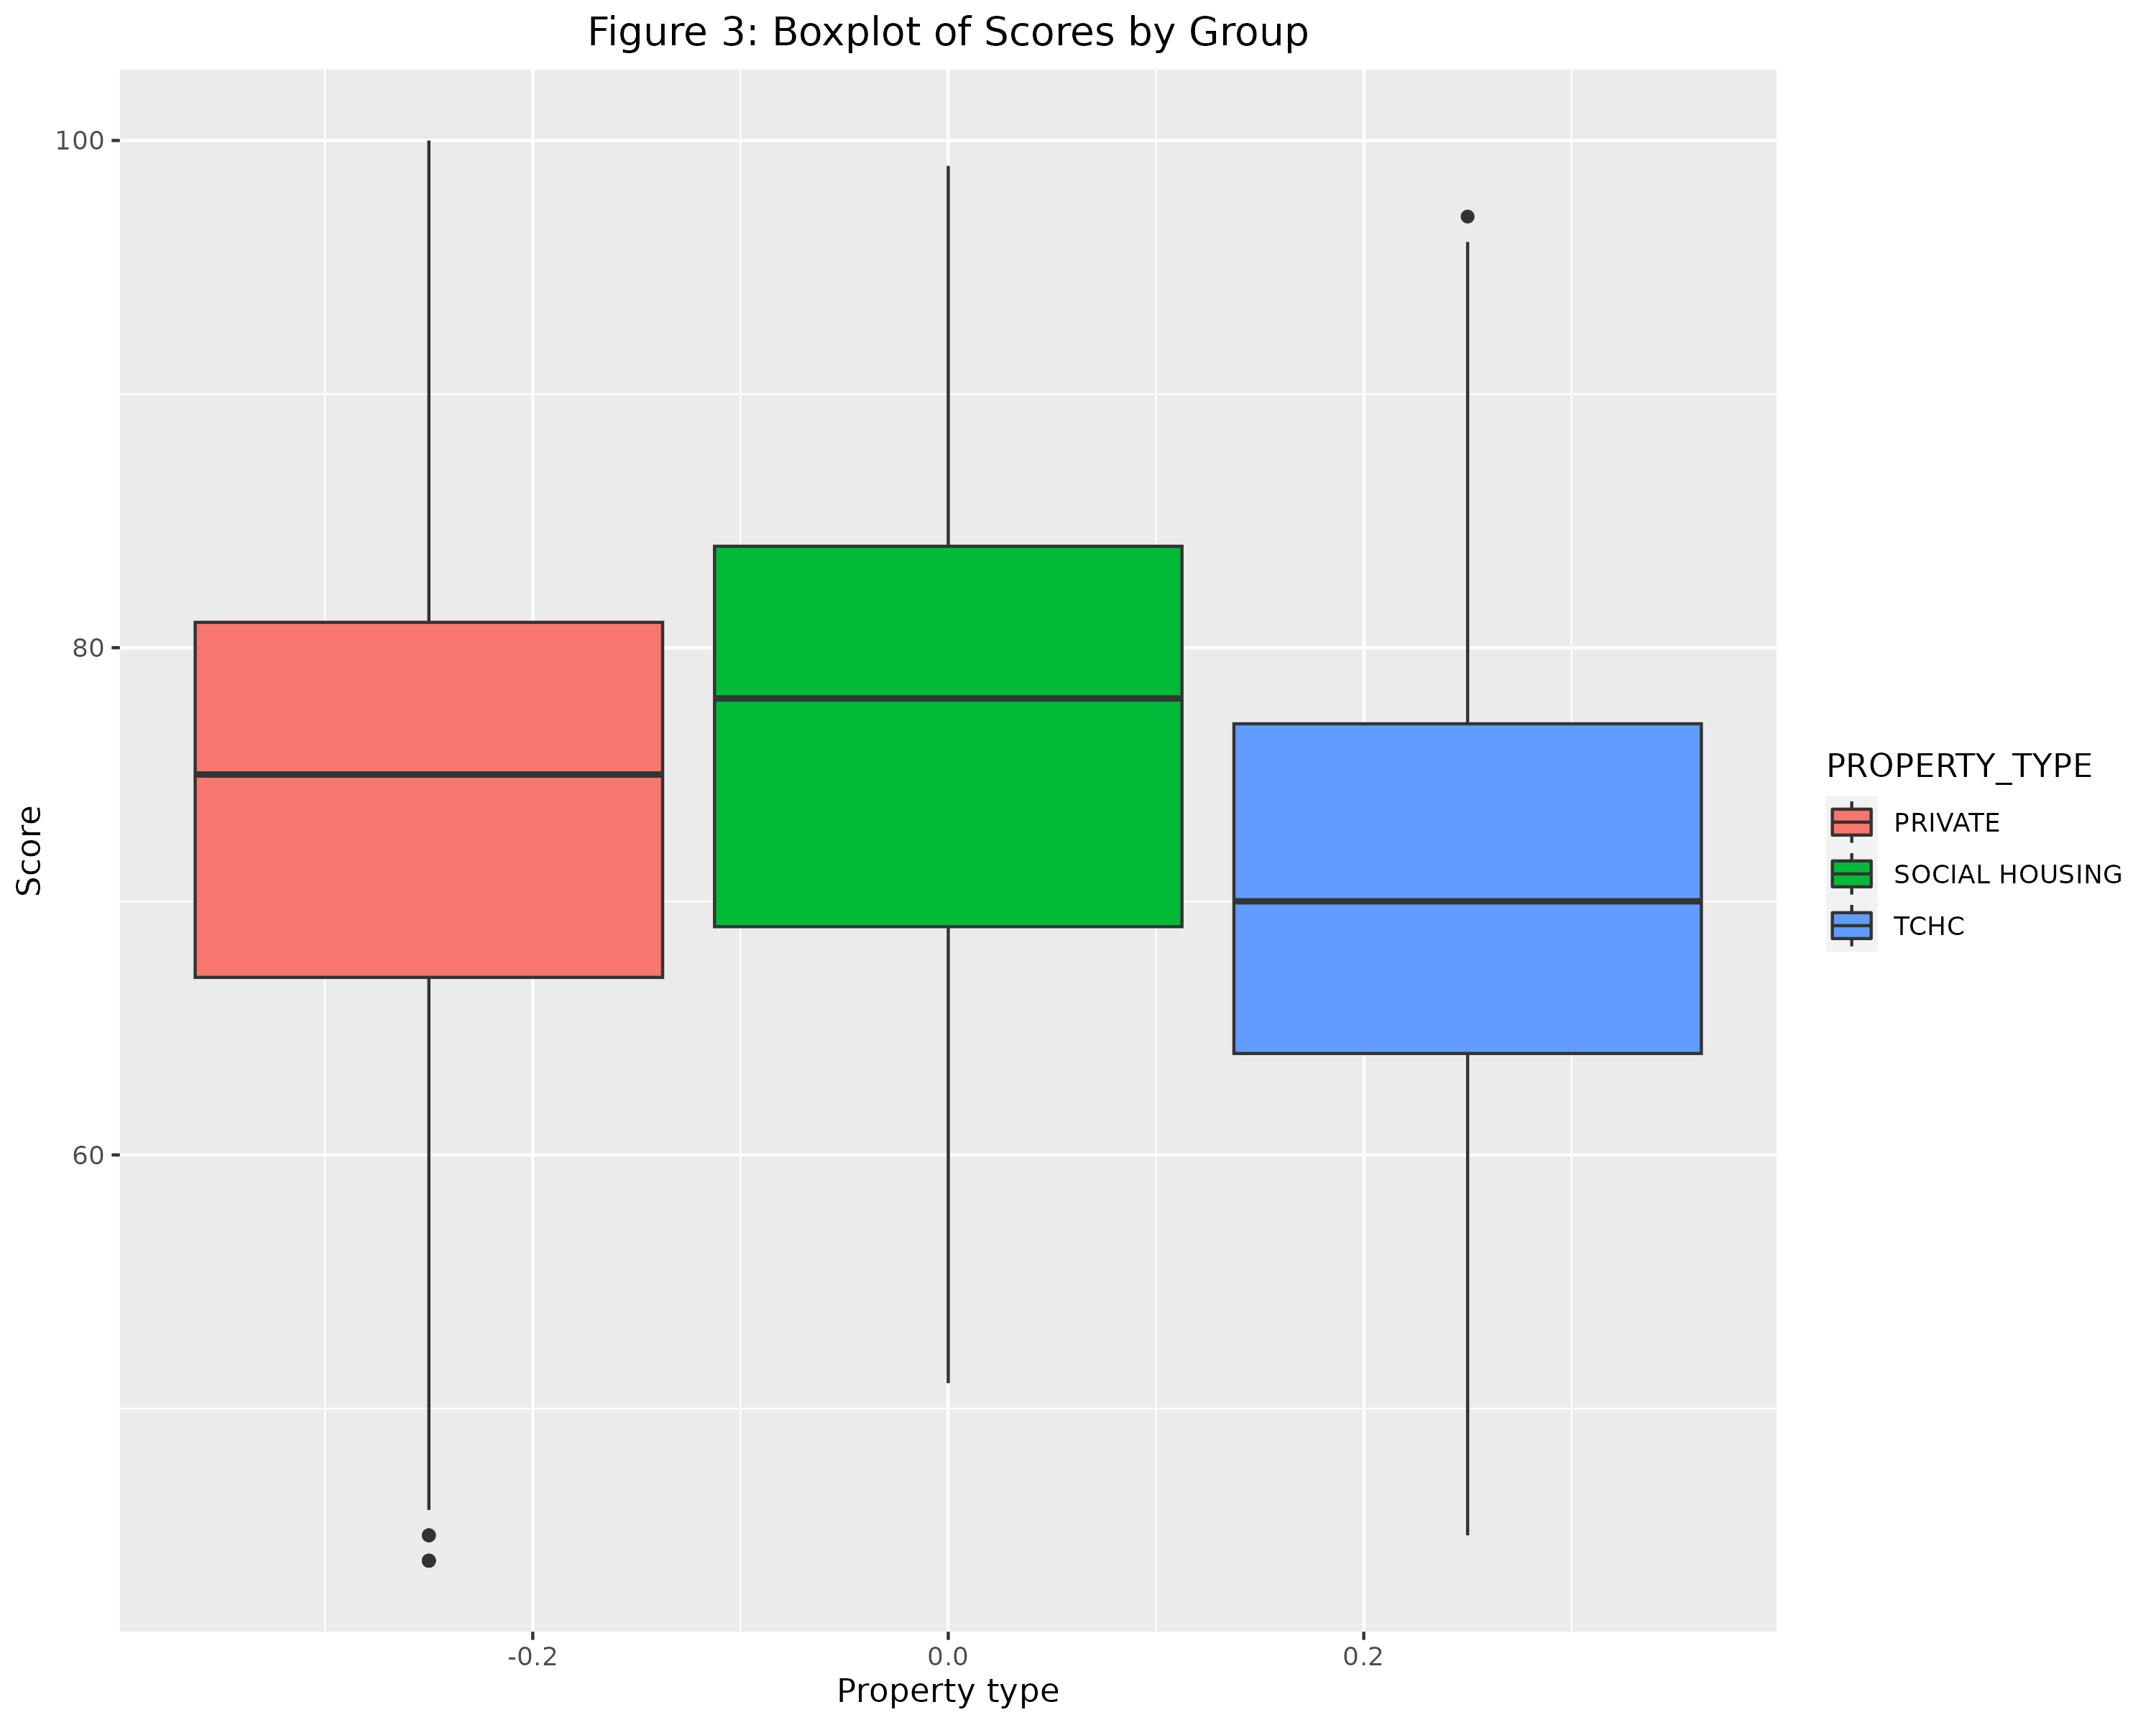 Figure 3: Boxplot of Scores by Group
100
80
60
Score
-0.2
0.0
0.2
Property type
PROPERTY_TYPE
PRIVATE
SOCIAL HOUSING
TCHC